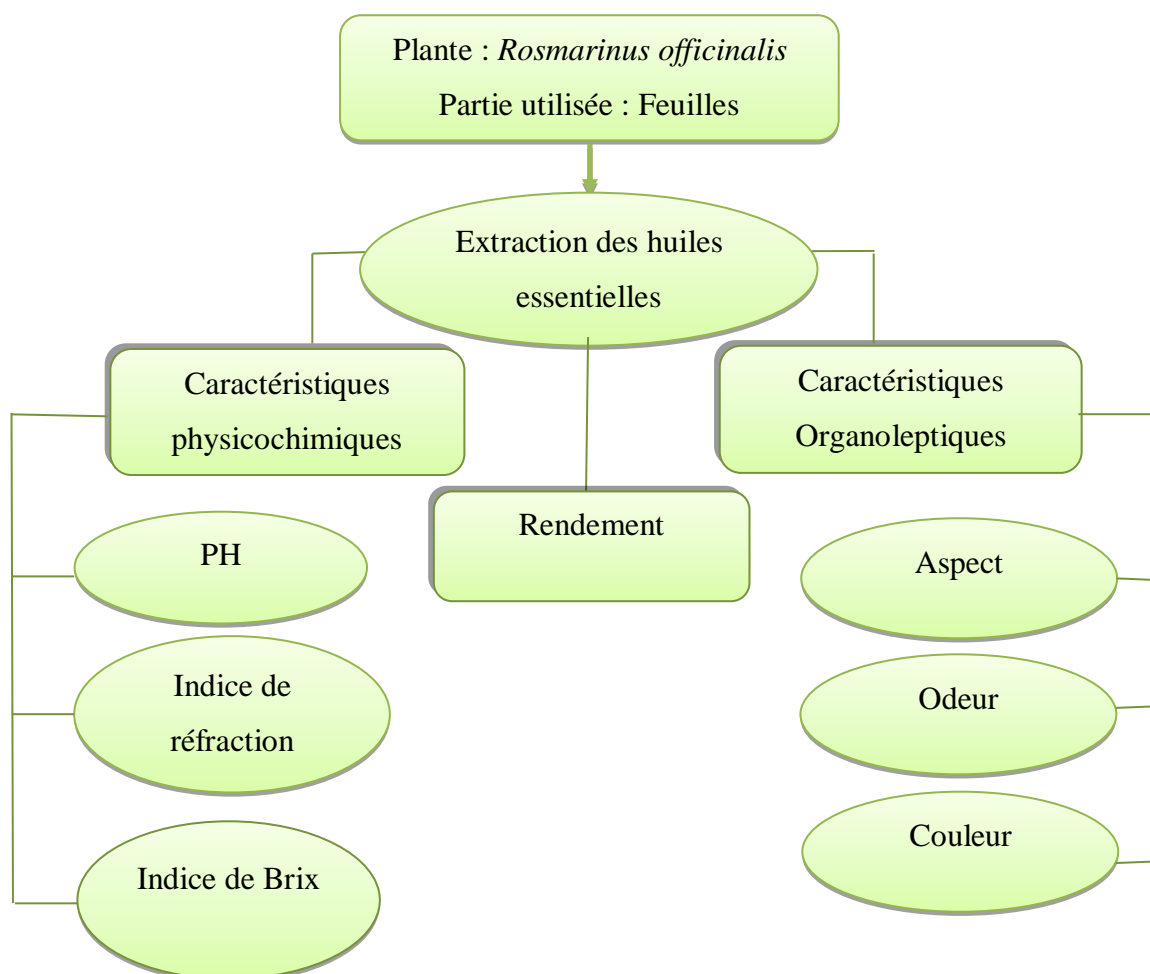 Plante : Rosmarinus officinalis
Partie utilisée : Feuilles
Extraction des huiles
essentielles
Caractéristiques
physicochimiques
Caractéristiques
Organoleptiques
Rendement
PH
Indice de
réfraction
Indice de Brix
Aspect
Odeur
Couleur